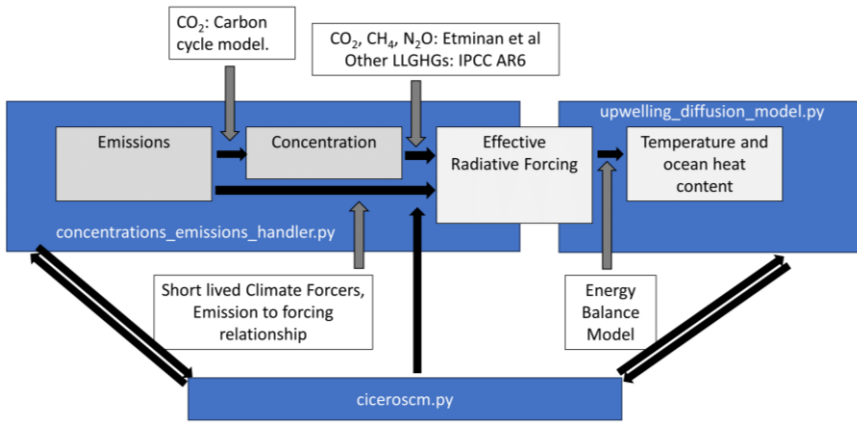 CO₂: Carbon
cycle model.
CO₂, CH₄, N₂O: Etminan et al
Other LLGHGs: IPCC AR6
upwelling_diffusion_model.py
Emissions
Concentration
Effective
Radiative Forcing
Temperature and
ocean heat
content
concentrations_emissions_handler.py
Short lived Climate Forcers,
Emission to forcing
relationship
Energy
Balance
Model
ciceroscm.py